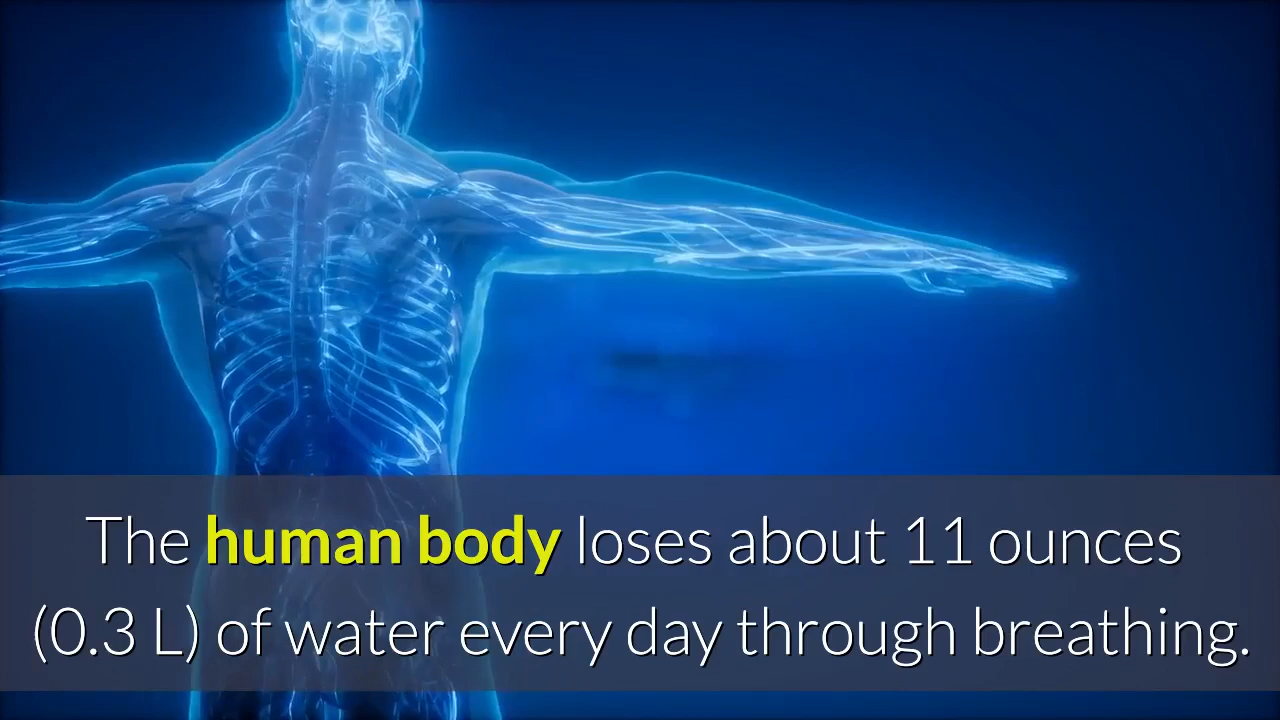 The human body loses about 11 ounces
(0.3 L) of water every day through breathing.